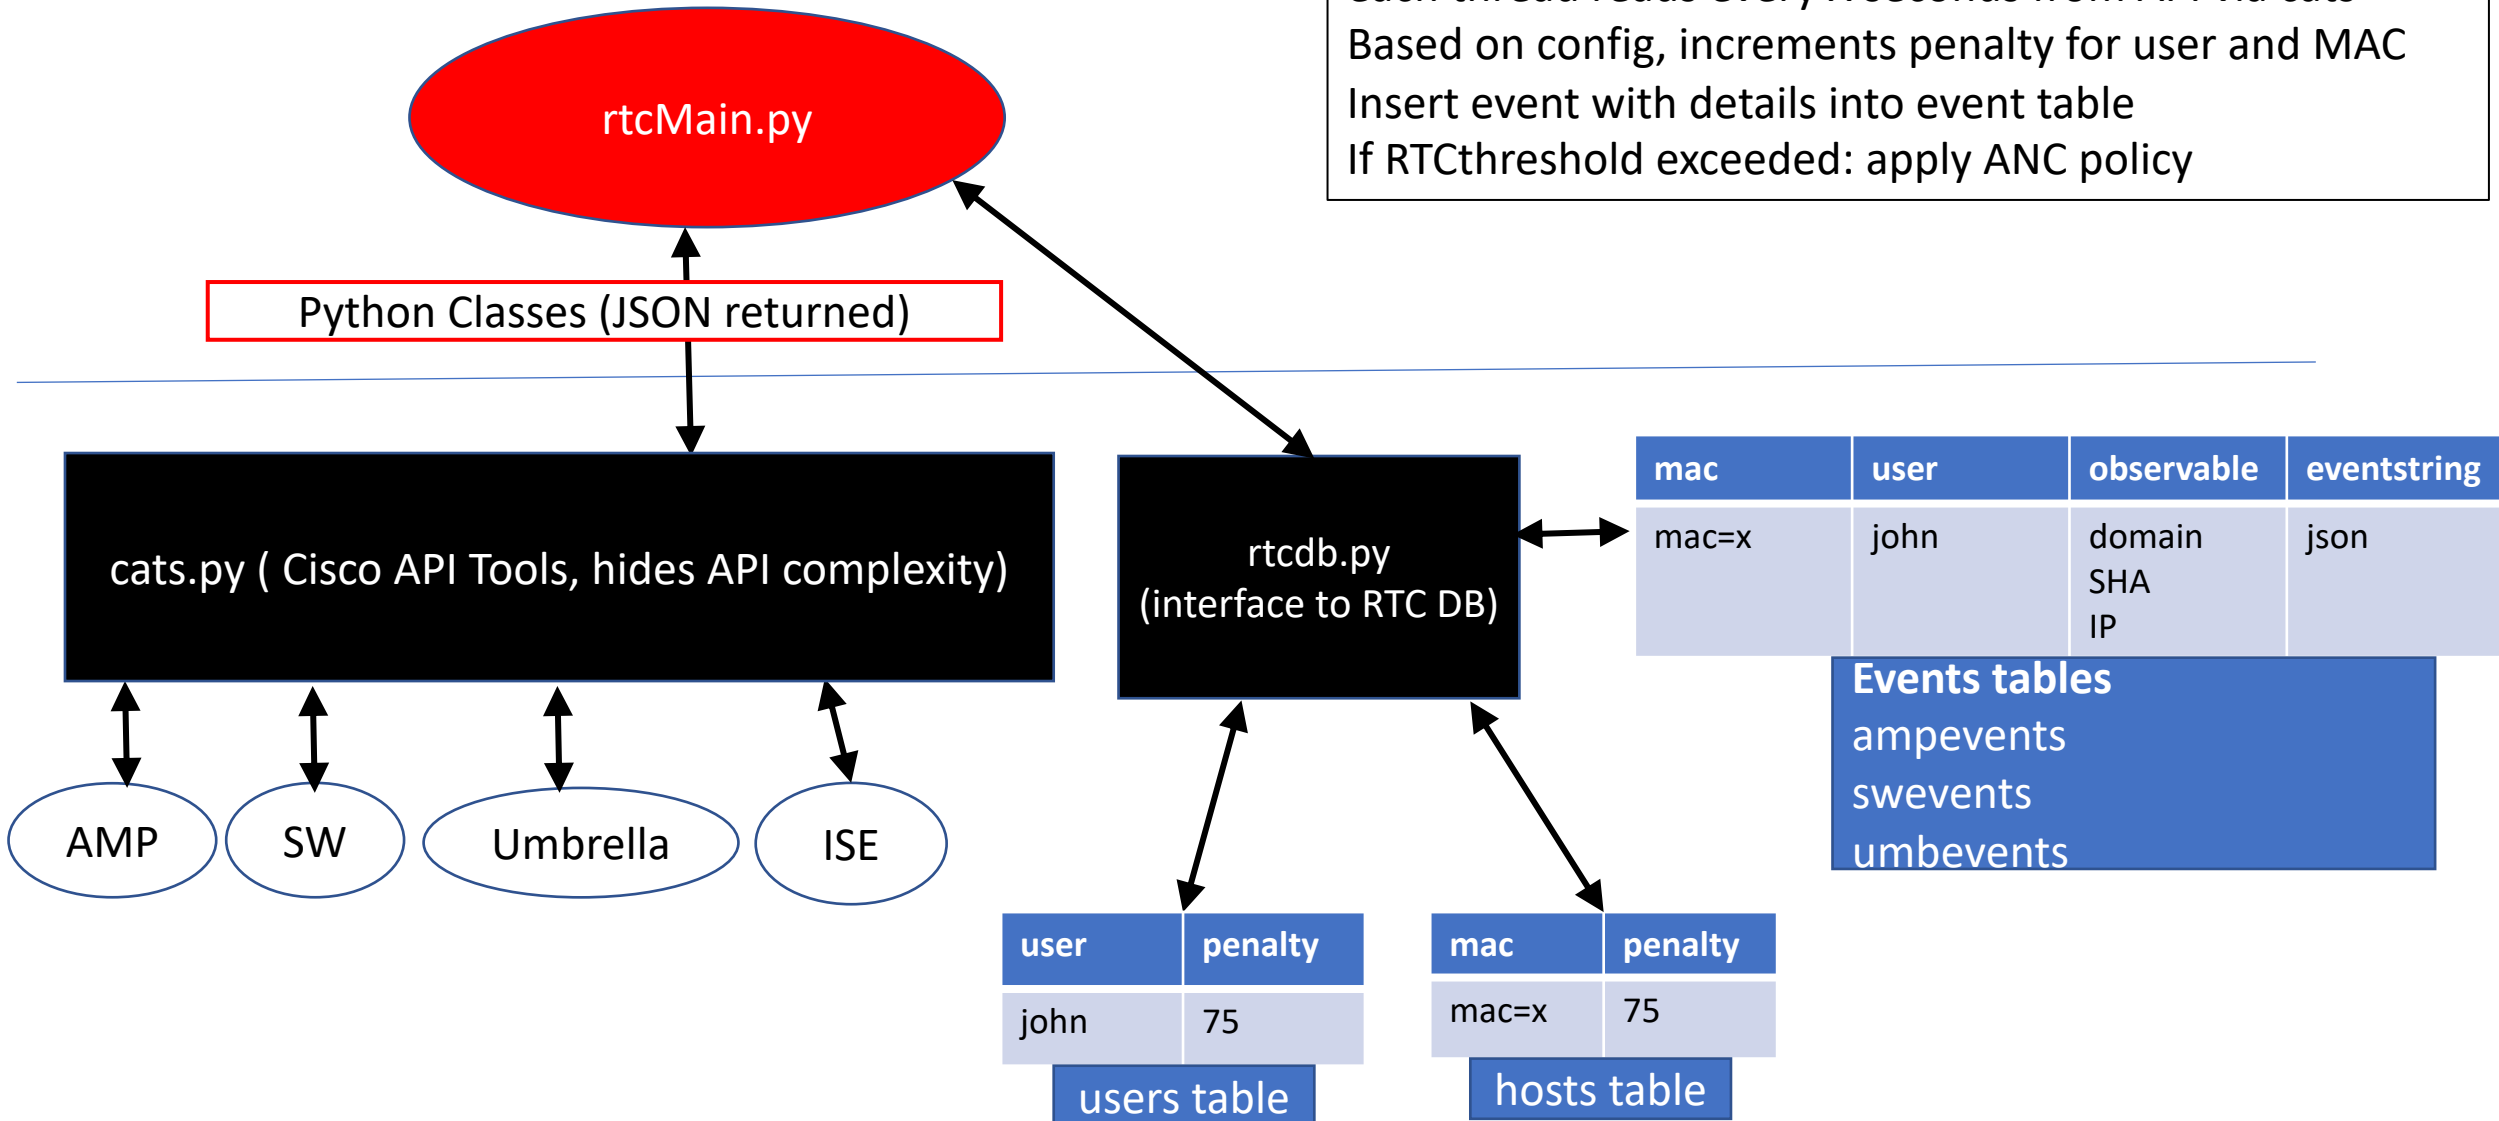 Based on config, increments penalty for user and MAC
Insert event with details into event table
If RTCthreshold exceeded: apply ANC policy
rtcMain.py
Python Classes (JSON returned)
cats.py ( Cisco API Tools, hides API complexity)
rtcdb.py
(interface to RTC DB)
mac user observable eventstring
mac=x john domain json
SHA
IP
Events tables
ampevents
swevents
umbevents
AMP SW Umbrella ISE
user penalty
john 75
users table
mac penalty
mac=x 75
hosts table